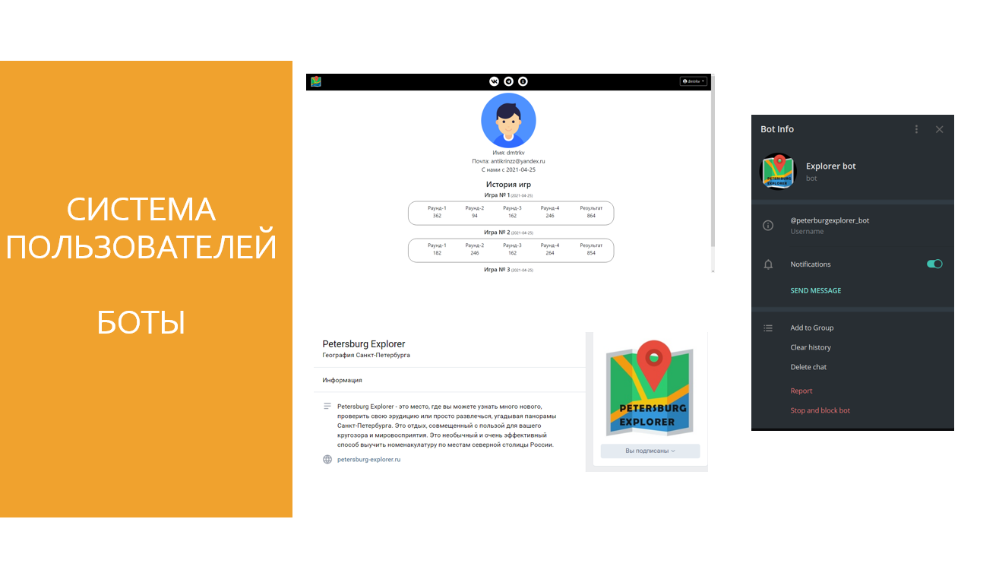 СИСТЕМА
ПОЛЬЗОВАТЕЛЕЙ
БОТЫ
dmtrkv
Имя: dmtrkv
Почта: antikrinzz@yandex.ru
С нами с 2021-04-25
История игр
Игра № 1 (2021-04-25)
Раунд-1 Раунд-2 Раунд-3 Раунд-4 Результат
362 94 162 246 864
Игра № 2 (2021-04-25)
Раунд-1 Раунд-2 Раунд-3 Раунд-4 Результат
182 246 162 264 854
Игра № 3 (2021-04-25)
Petersburg Explorer
География Санкт-Петербурга
Информация
Petersburg Explorer - это место, где вы можете узнать много нового,
проверить свою эрудицию или просто развлечься, угадывая панорамы
Санкт-Петербурга. Это отдых, совмещенный с пользой для вашего
кругозора и мировосприятия. Это необычный и очень эффективный
способ выучить номенакулатуру по местам северной столицы России.
petersburg-explorer.ru
PETERSBURG
EXPLORER
Вы подписаны
Bot Info
PETERSBURG
EXPLORER
Explorer bot
bot
@peterburgexplorer_bot
Username
Notifications
SEND MESSAGE
Add to Group
Clear history
Delete chat
Report
Stop and block bot